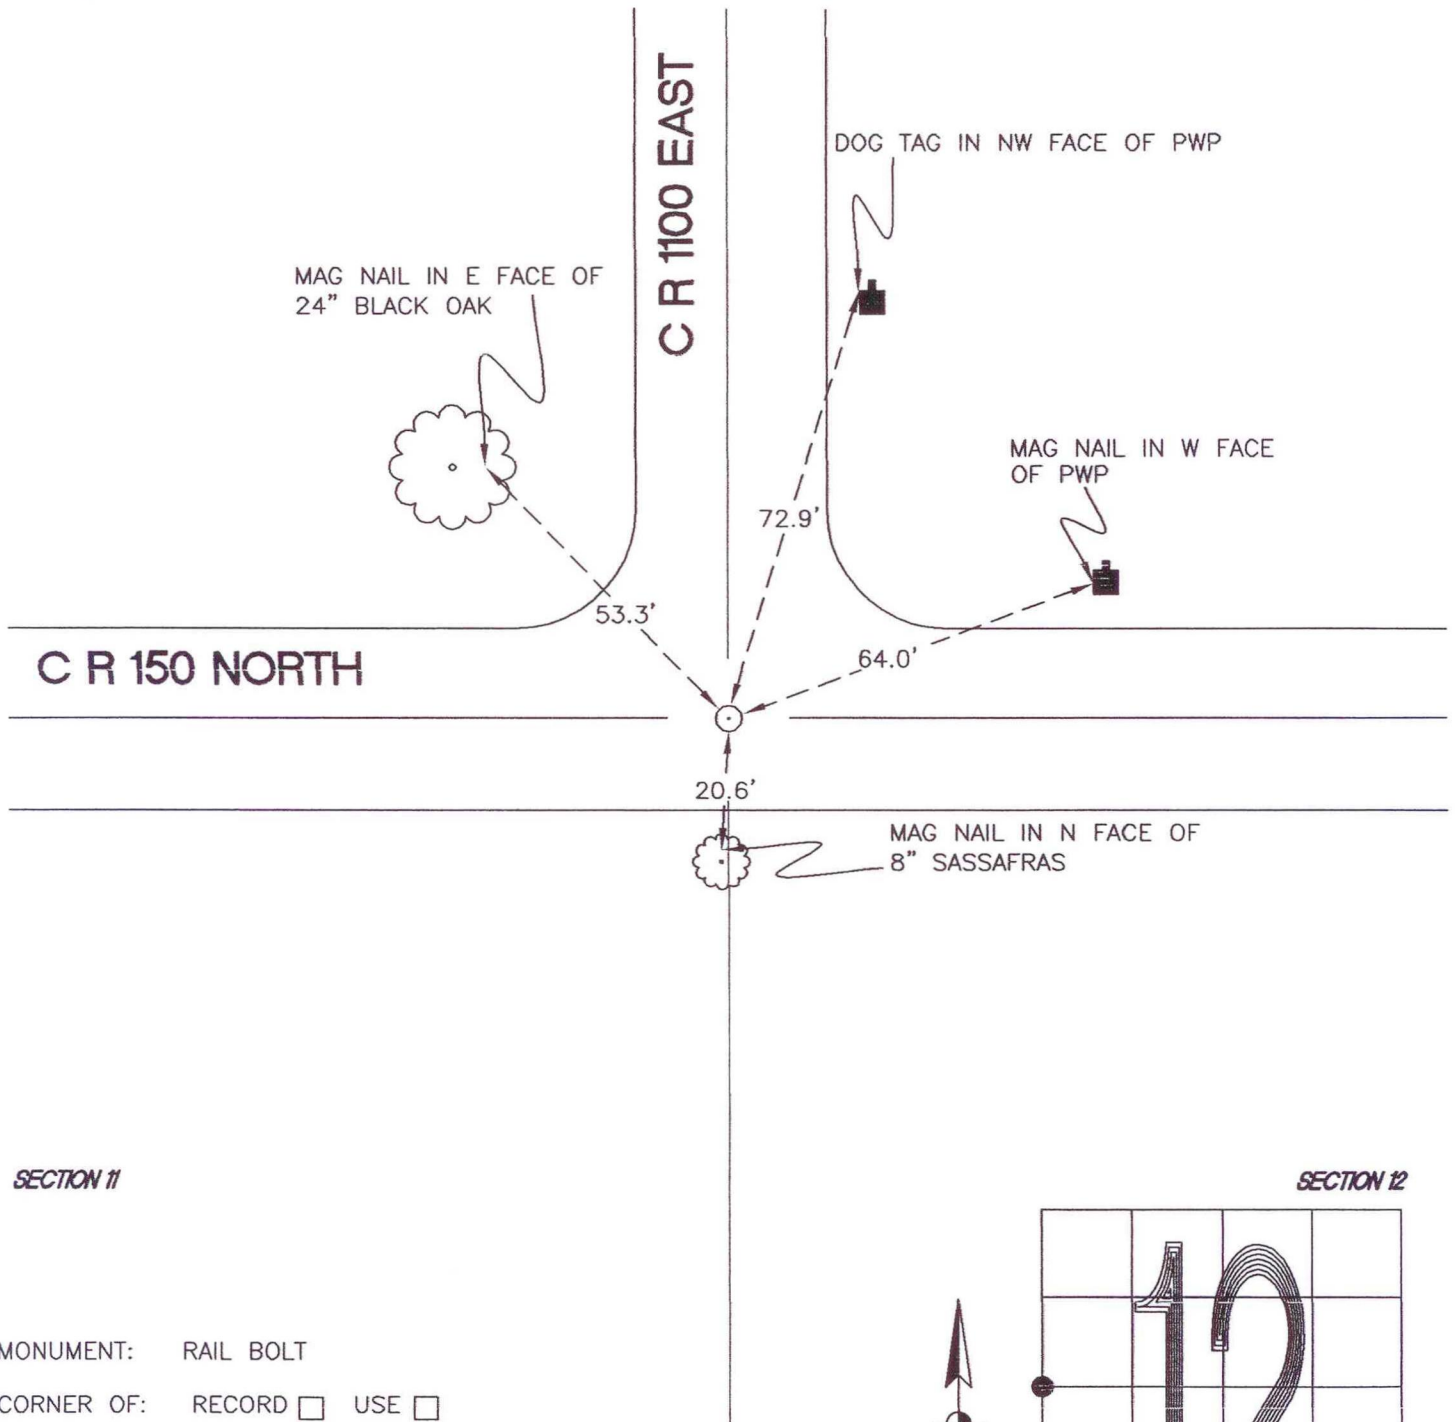 C R 1100 EAST
DOG TAG IN NW FACE OF PWP
MAG NAIL IN E FACE OF
24" BLACK OAK
MAG NAIL IN W FACE
OF PWP
72.9'
53.3'
64.0'
C R 150 NORTH
20.6'
MAG NAIL IN N FACE OF
8" SASSAFRAS
SECTION 11
SECTION 12
12
MONUMENT: RAIL BOLT
CORNER OF: RECORD □ USE □